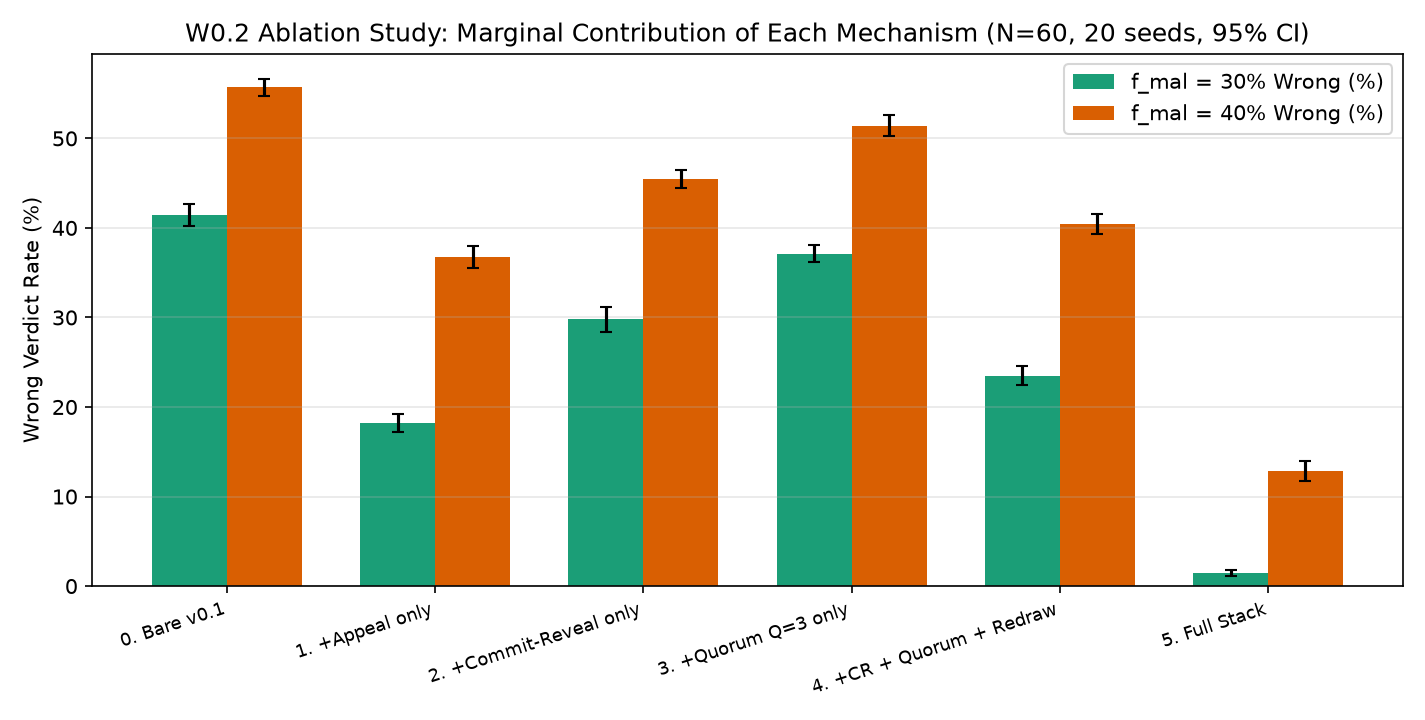 W0.2 Ablation Study: Marginal Contribution of Each Mechanism (N=60, 20 seeds, 95% CI)
f_mal = 30% Wrong (%)
f_mal = 40% Wrong (%)
Wrong Verdict Rate (%)
50
40
30
20
10
0
0. Bare v0.1
1. +Appeal only
2. +Commit-Reveal only
3. +Quorum Q=3 only
4. +CR + Quorum + Redraw
5. Full Stack